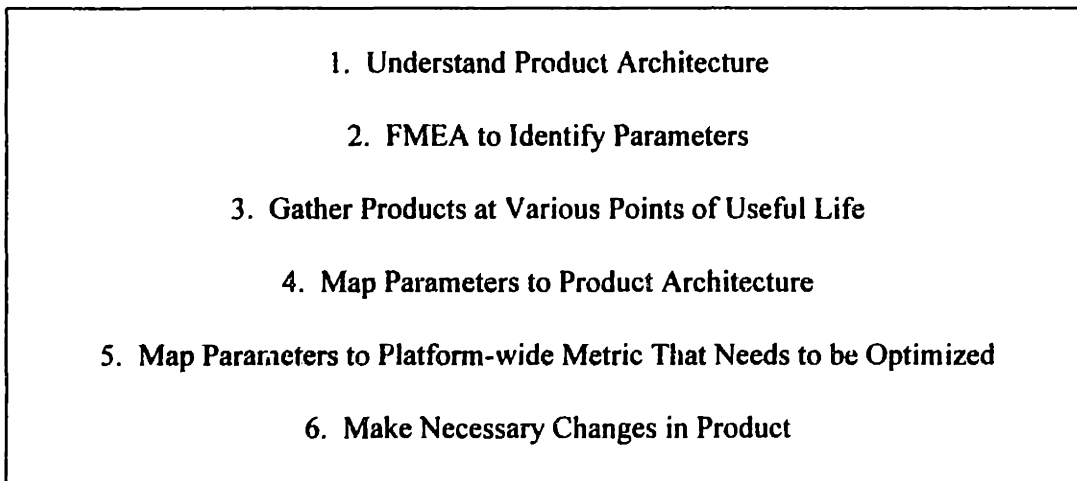 1. Understand Product Architecture
2. FMEA to Identify Parameters
3. Gather Products at Various Points of Useful Life
4. Map Parameters to Product Architecture
5. Map Parameters to Platform-wide Metric That Needs to be Optimized
6. Make Necessary Changes in Product